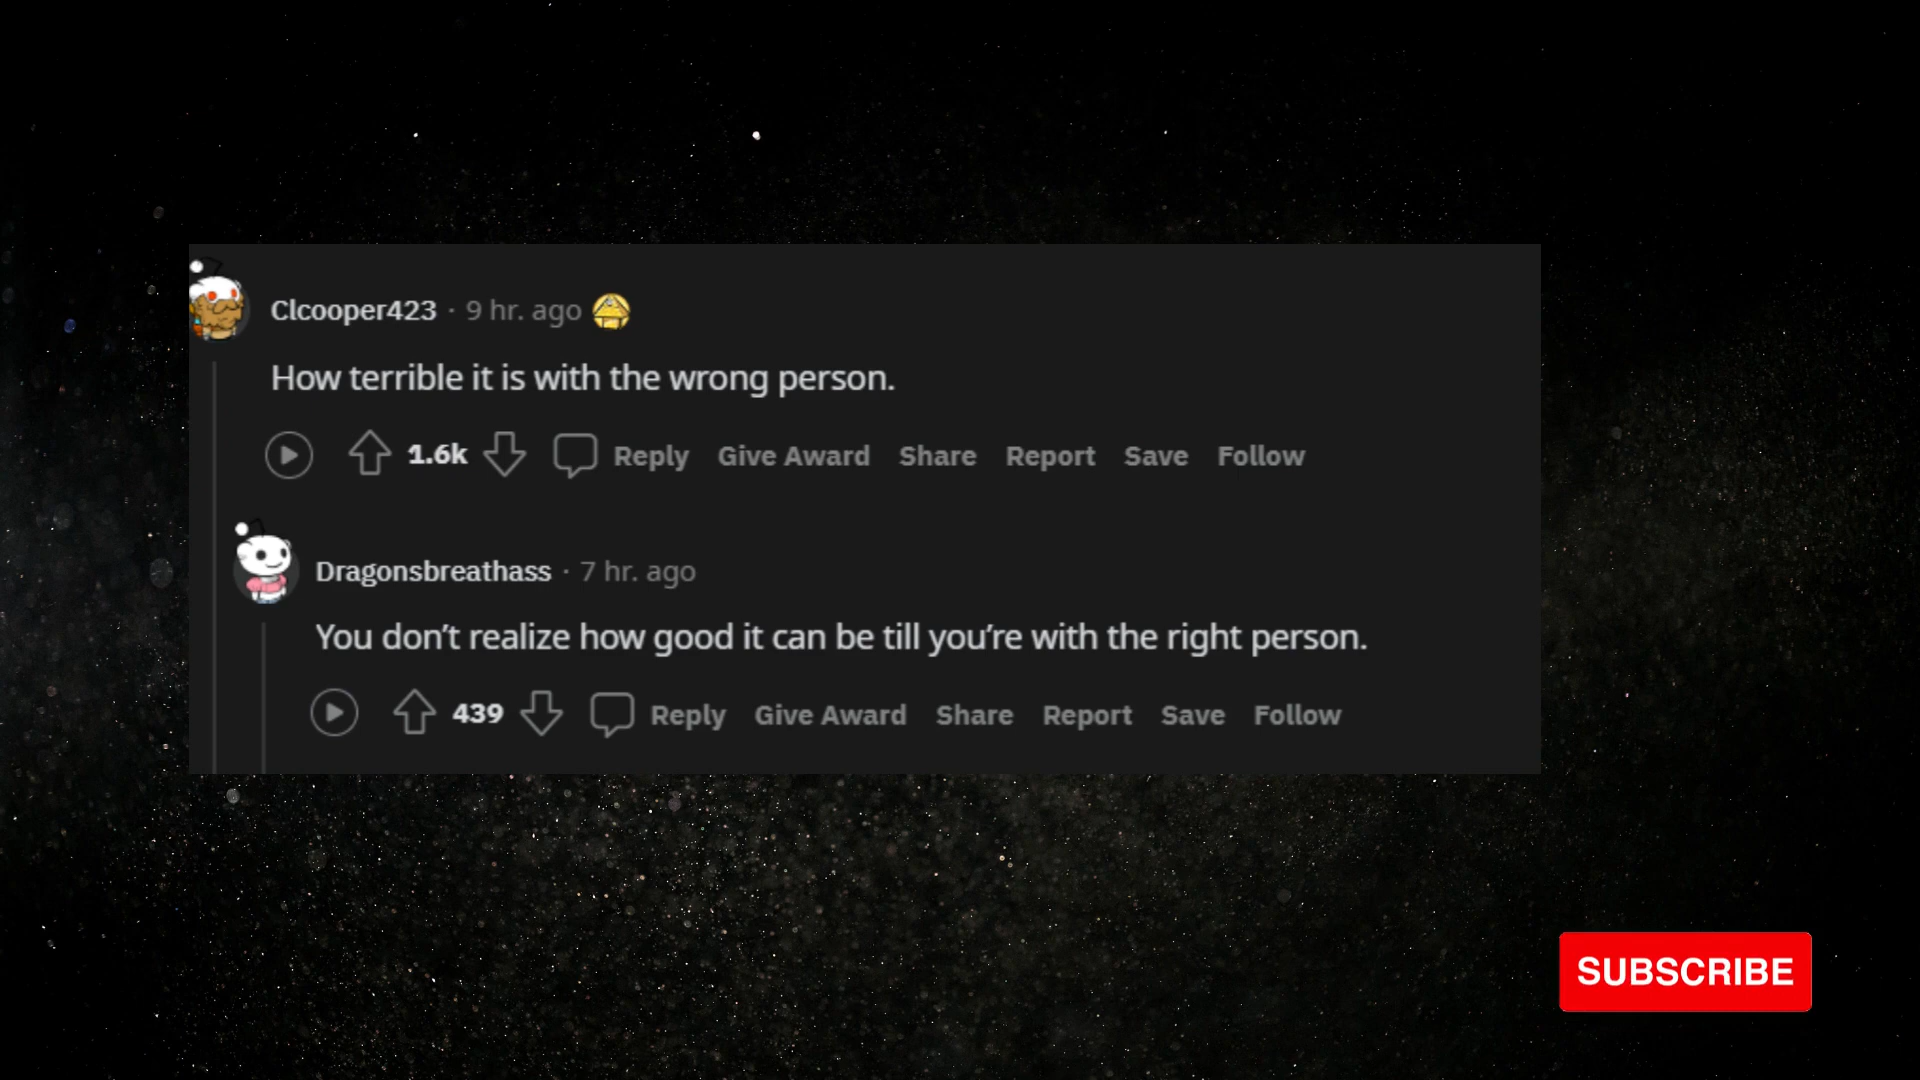 Clcooper423 · 9 hr. ago
How terrible it is with the wrong person.
1.6k Reply Give Award Share Report Save Follow
Dragonsbreathass · 7 hr. ago
You don’t realize how good it can be till you’re with the right person.
439 Reply Give Award Share Report Save Follow
SUBSCRIBE